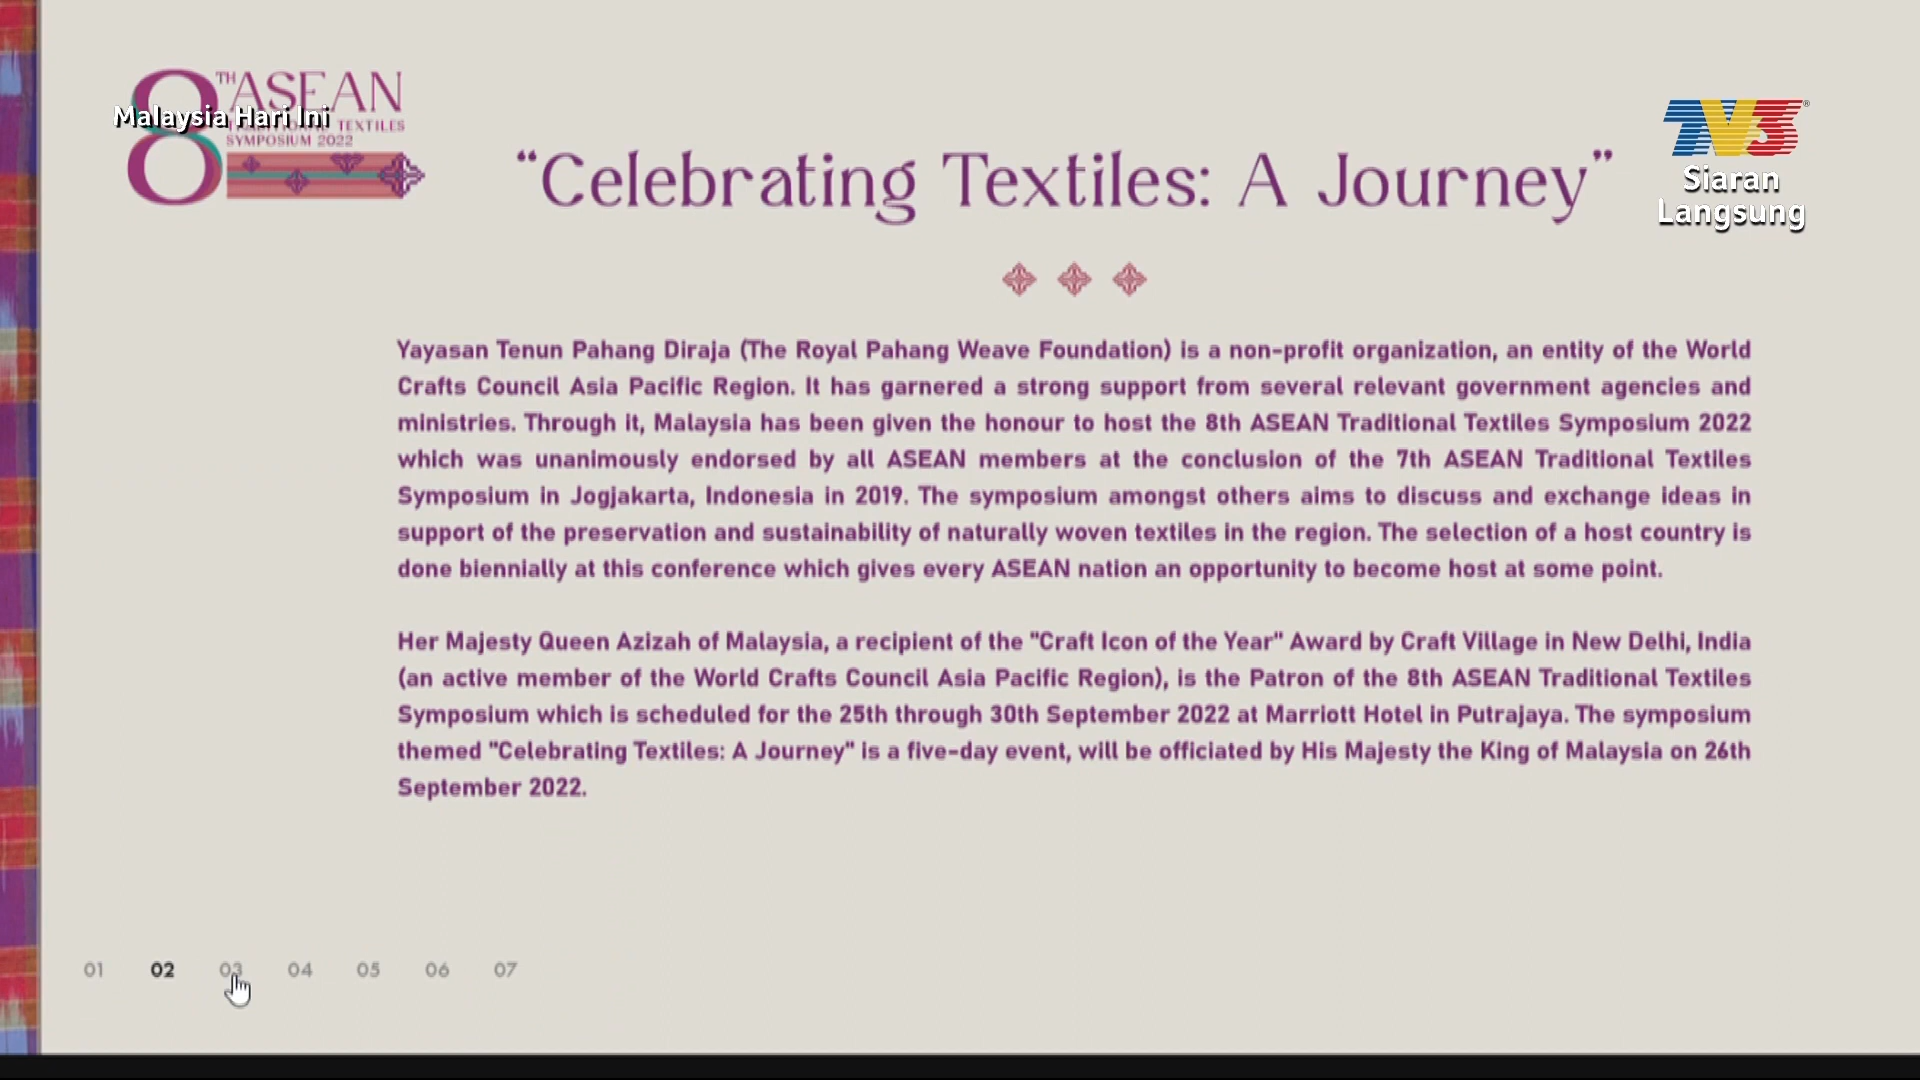 8TH ASEAN
TRADITIONAL TEXTILES
SYMPOSIUM 2022
Malaysia Hari Ini
TV3
Siaran
Langsung
“Celebrating Textiles: A Journey”
Yayasan Tenun Pahang Diraja (The Royal Pahang Weave Foundation) is a non-profit organization, an entity of the World
Crafts Council Asia Pacific Region. It has garnered a strong support from several relevant government agencies and
ministries. Through it, Malaysia has been given the honour to host the 8th ASEAN Traditional Textiles Symposium 2022
which was unanimously endorsed by all ASEAN members at the conclusion of the 7th ASEAN Traditional Textiles
Symposium in Jogjakarta, Indonesia in 2019. The symposium amongst others aims to discuss and exchange ideas in
support of the preservation and sustainability of naturally woven textiles in the region. The selection of a host country is
done biennially at this conference which gives every ASEAN nation an opportunity to become host at some point.
Her Majesty Queen Azizah of Malaysia, a recipient of the "Craft Icon of the Year" Award by Craft Village in New Delhi, India
(an active member of the World Crafts Council Asia Pacific Region), is the Patron of the 8th ASEAN Traditional Textiles
Symposium which is scheduled for the 25th through 30th September 2022 at Marriott Hotel in Putrajaya. The symposium
themed "Celebrating Textiles: A Journey" is a five-day event, will be officiated by His Majesty the King of Malaysia on 26th
September 2022.
01 02 03 04 05 06 07